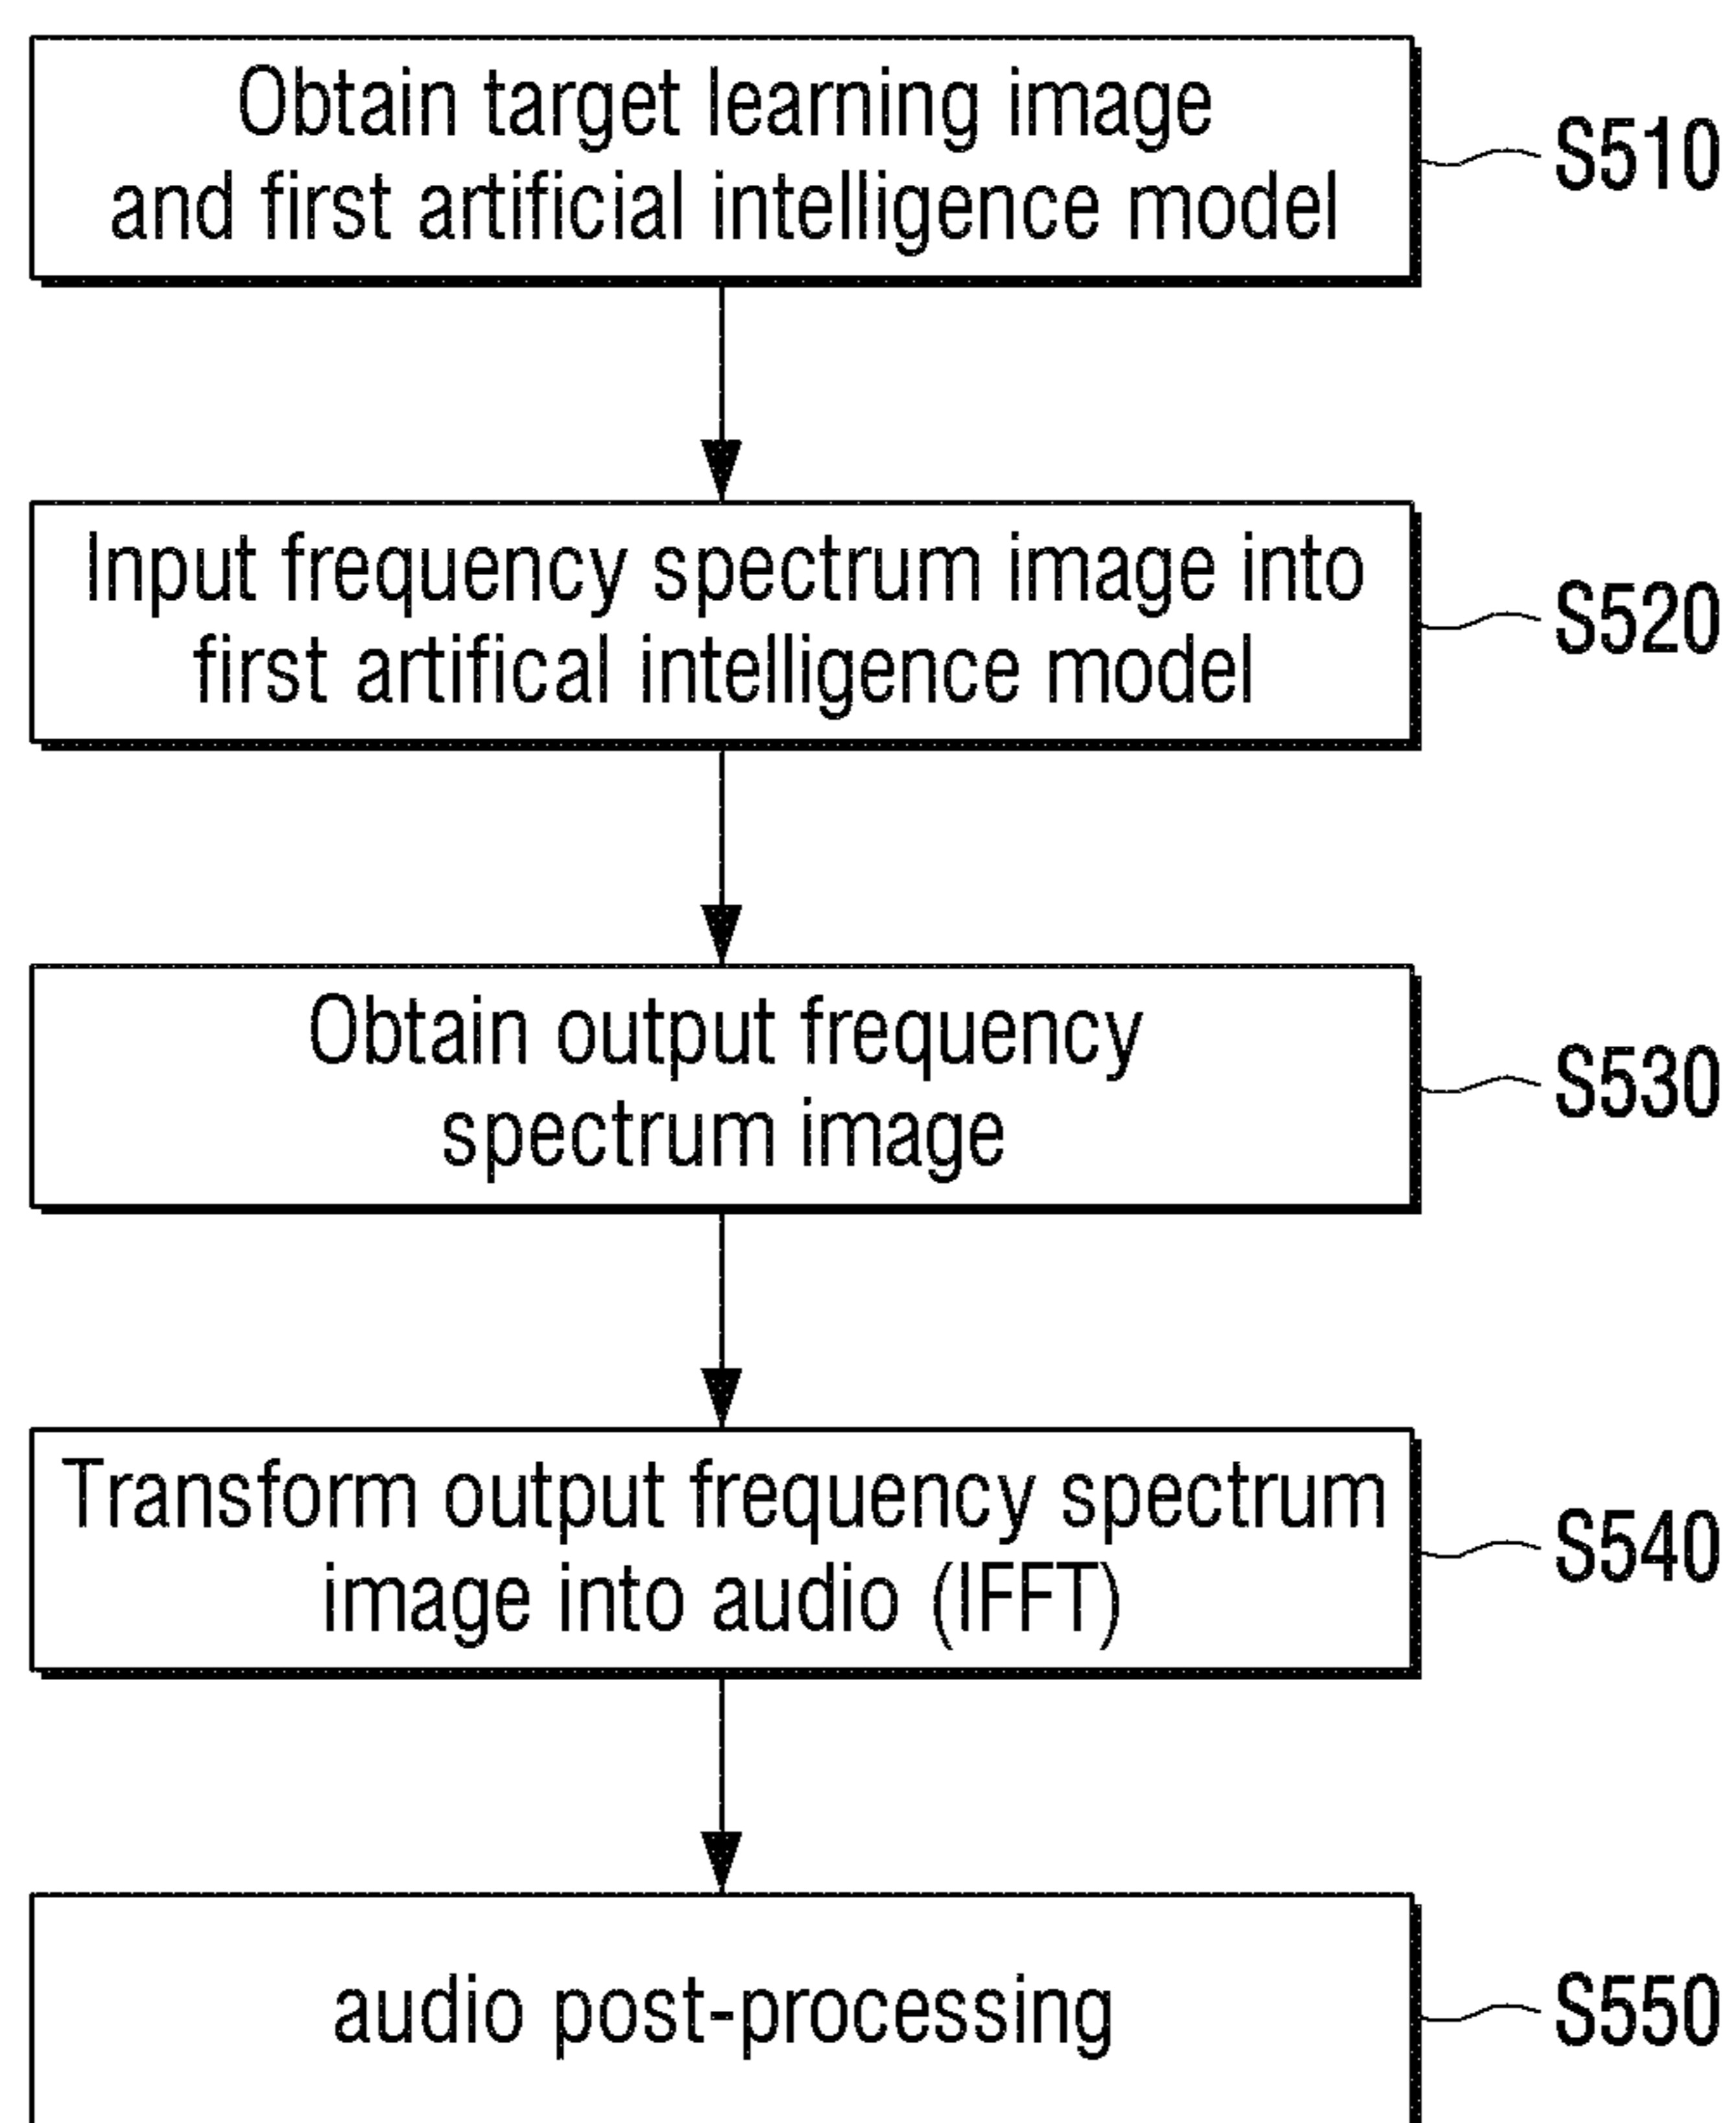 Obtain target learning image
and first artificial intelligence model
S510
Input frequency spectrum image into
first artifical intelligence model
S520
Obtain output frequency
spectrum image
S530
Transform output frequency spectrum
image into audio (IFFT)
S540
audio post-processing
S550